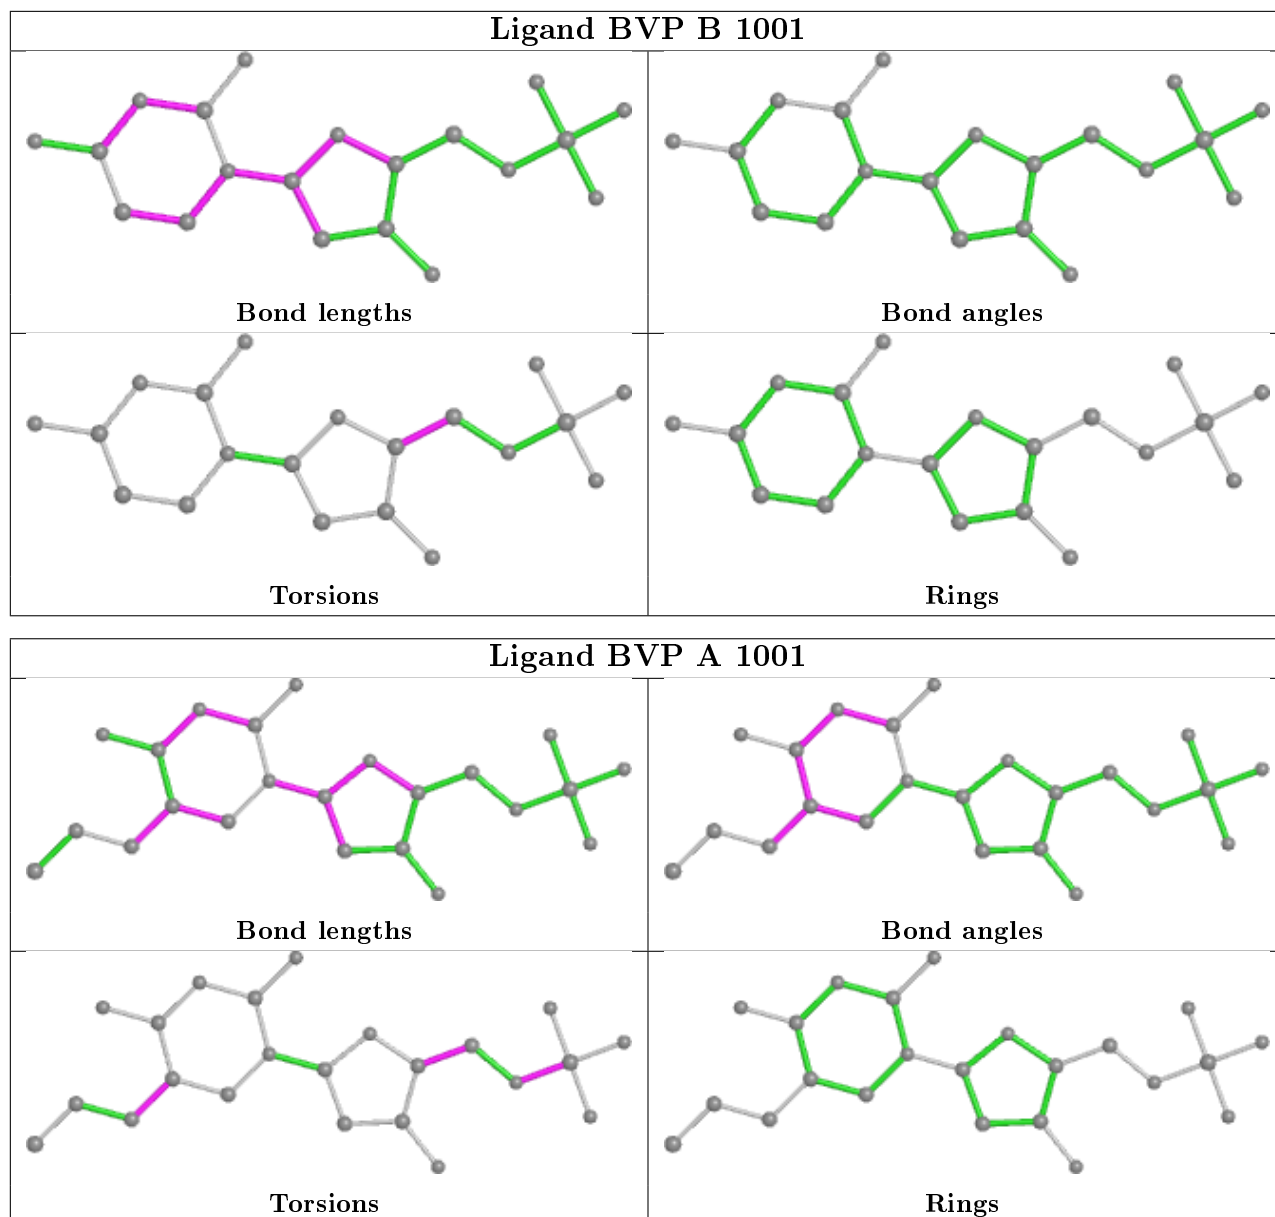 Ligand BVP B 1001
Bond lengths
Bond angles
Torsions
Rings
Ligand BVP A 1001
Bond lengths
Bond angles
Torsions
Rings